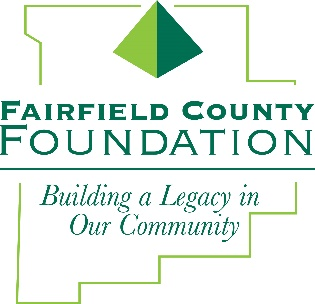 FAIRFIELD COUNTY
FOUNDATION
Building a Legacy in
Our Community